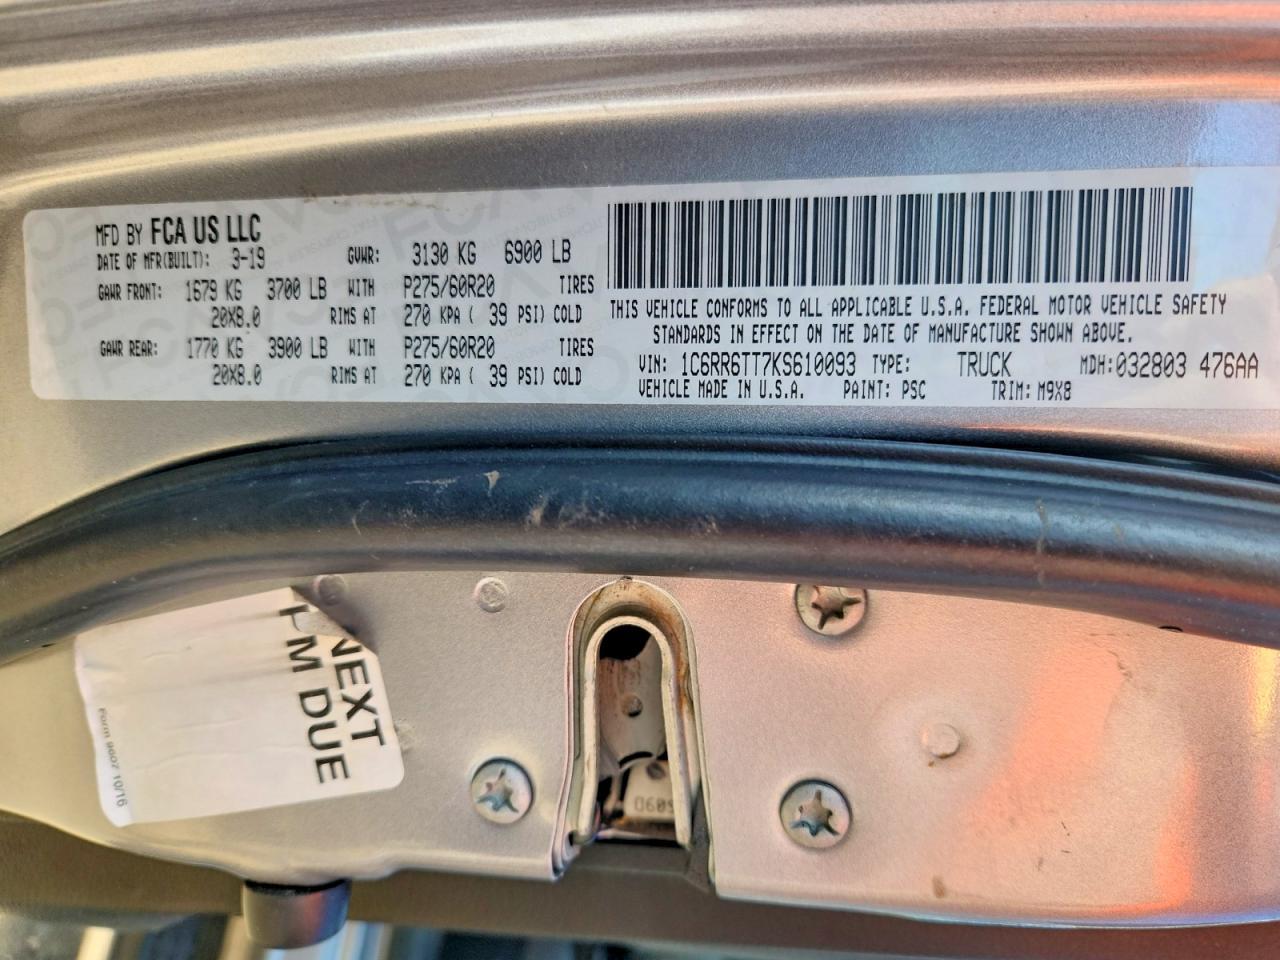 MFD BY FCA US LLC
DATE OF MFR(BUILT): 3-19 GVWR: 3130 KG 6900 LB
GAWR FRONT: 1679 KG 3700 LB WITH P275/60R20 TIRES
20X8.0 RIMS AT 270 KPA ( 39 PSI) COLD
GAWR REAR: 1770 KG 3900 LB WITH P275/60R20 TIRES
20X8.0 RIMS AT 270 KPA ( 39 PSI) COLD
THIS VEHICLE CONFORMS TO ALL APPLICABLE U.S.A. FEDERAL MOTOR VEHICLE SAFETY
STANDARDS IN EFFECT ON THE DATE OF MANUFACTURE SHOWN ABOVE.
VIN: 1C6RR6TT7KS610093 TYPE: TRUCK MDH:032803 476AA
VEHICLE MADE IN U.S.A. PAINT: PSC TRIM: M9X8
NEXT
PM DUE
Form 9602 10/16